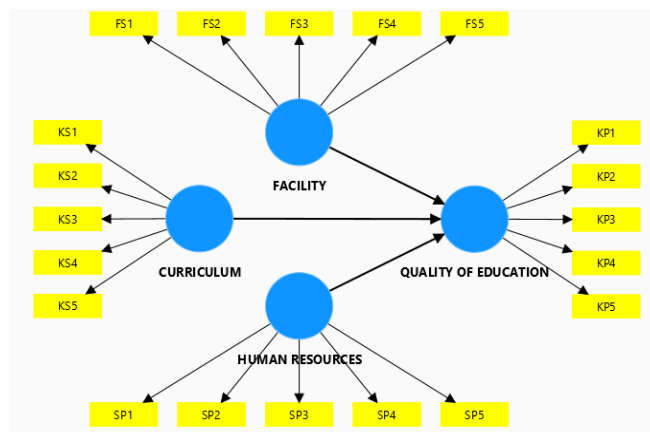 FS1 FS2 FS3 FS4 FS5
KS1 KP1
KS2 KP2
FACILITY
KS3 KP3
KS4 KP4
CURRICULUM QUALITY OF EDUCATION
KS5 KP5
HUMAN RESOURCES
SP1 SP2 SP3 SP4 SP5